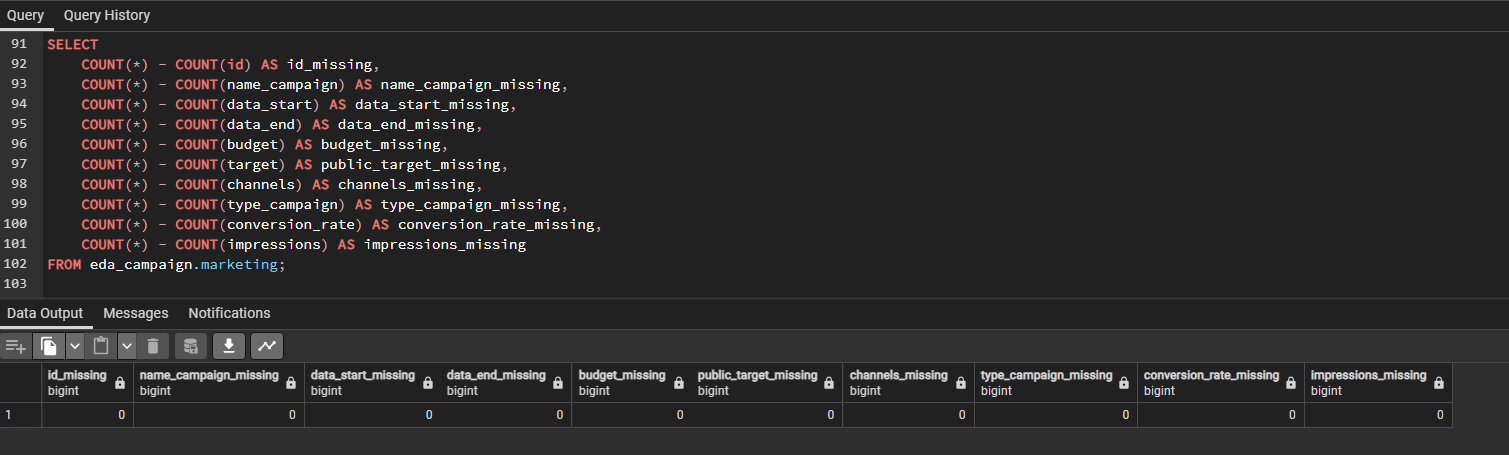 Query Query History
91 SELECT
92 COUNT(*) - COUNT(id) AS id_missing,
93 COUNT(*) - COUNT(name_campaign) AS name_campaign_missing,
94 COUNT(*) - COUNT(data_start) AS data_start_missing,
95 COUNT(*) - COUNT(data_end) AS data_end_missing,
96 COUNT(*) - COUNT(budget) AS budget_missing,
97 COUNT(*) - COUNT(target) AS public_target_missing,
98 COUNT(*) - COUNT(channels) AS channels_missing,
99 COUNT(*) - COUNT(type_campaign) AS type_campaign_missing,
100 COUNT(*) - COUNT(conversion_rate) AS conversion_rate_missing,
101 COUNT(*) - COUNT(impressions) AS impressions_missing
102 FROM eda_campaign.marketing;
103
Data Output Messages Notifications
id_missing name_campaign_missing data_start_missing data_end_missing budget_missing public_target_missing channels_missing type_campaign_missing conversion_rate_missing impressions_missing
bigint bigint bigint bigint bigint bigint bigint bigint bigint bigint
1 0 0 0 0 0 0 0 0 0 0